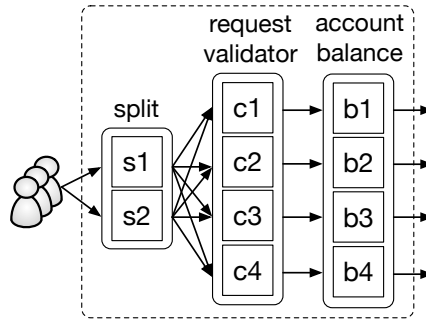 request
validator
account
balance
split
s1
s2
c1
c2
c3
c4
b1
b2
b3
b4